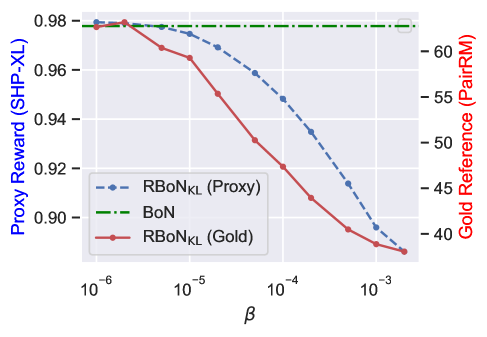 Proxy Reward (SHP-XL)
0.98
0.96
0.94
0.92
0.90
60
55
50
45
40
Gold Reference (PairRM)
RBoN_KL (Proxy)
BoN
RBoN_KL (Gold)
10⁻⁶
10⁻⁵
10⁻⁴
10⁻³
β